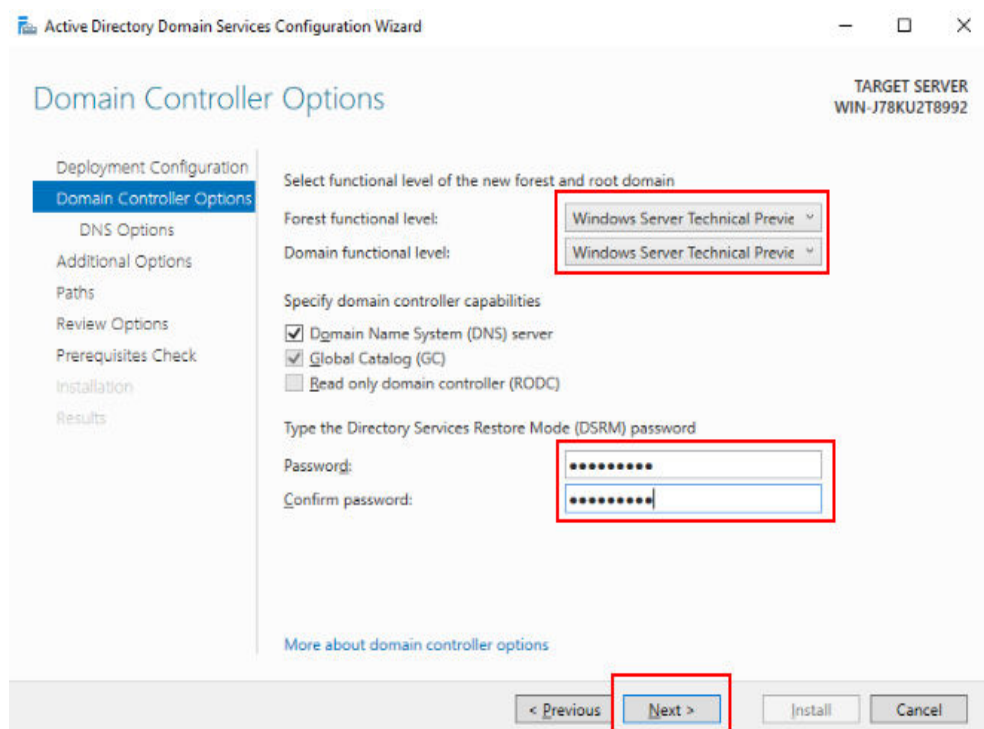 Active Directory Domain Services Configuration Wizard
Domain Controller Options
TARGET SERVER
WIN-J78KU2T8992
Deployment Configuration
Domain Controller Options
DNS Options
Additional Options
Paths
Review Options
Prerequisites Check
Installation
Results
Select functional level of the new forest and root domain
Forest functional level: Windows Server Technical Previe
Domain functional level: Windows Server Technical Previe
Specify domain controller capabilities
Domain Name System (DNS) server
Global Catalog (GC)
Read only domain controller (RODC)
Type the Directory Services Restore Mode (DSRM) password
Password: •••••••••
Confirm password: •••••••••
More about domain controller options
< Previous Next > Install Cancel